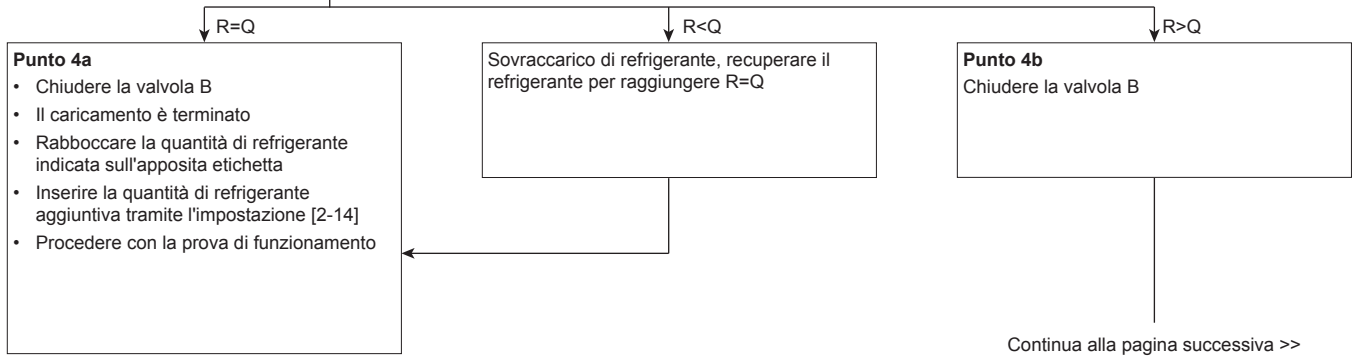 R=Q
R<Q
R>Q
Punto 4a
• Chiudere la valvola B
• Il caricamento è terminato
• Rabboccare la quantità di refrigerante
indicata sull'apposita etichetta
• Inserire la quantità di refrigerante
aggiuntiva tramite l'impostazione [2-14]
• Procedere con la prova di funzionamento
Sovraccarico di refrigerante, recuperare il
refrigerante per raggiungere R=Q
Punto 4b
Chiudere la valvola B
Continua alla pagina successiva >>